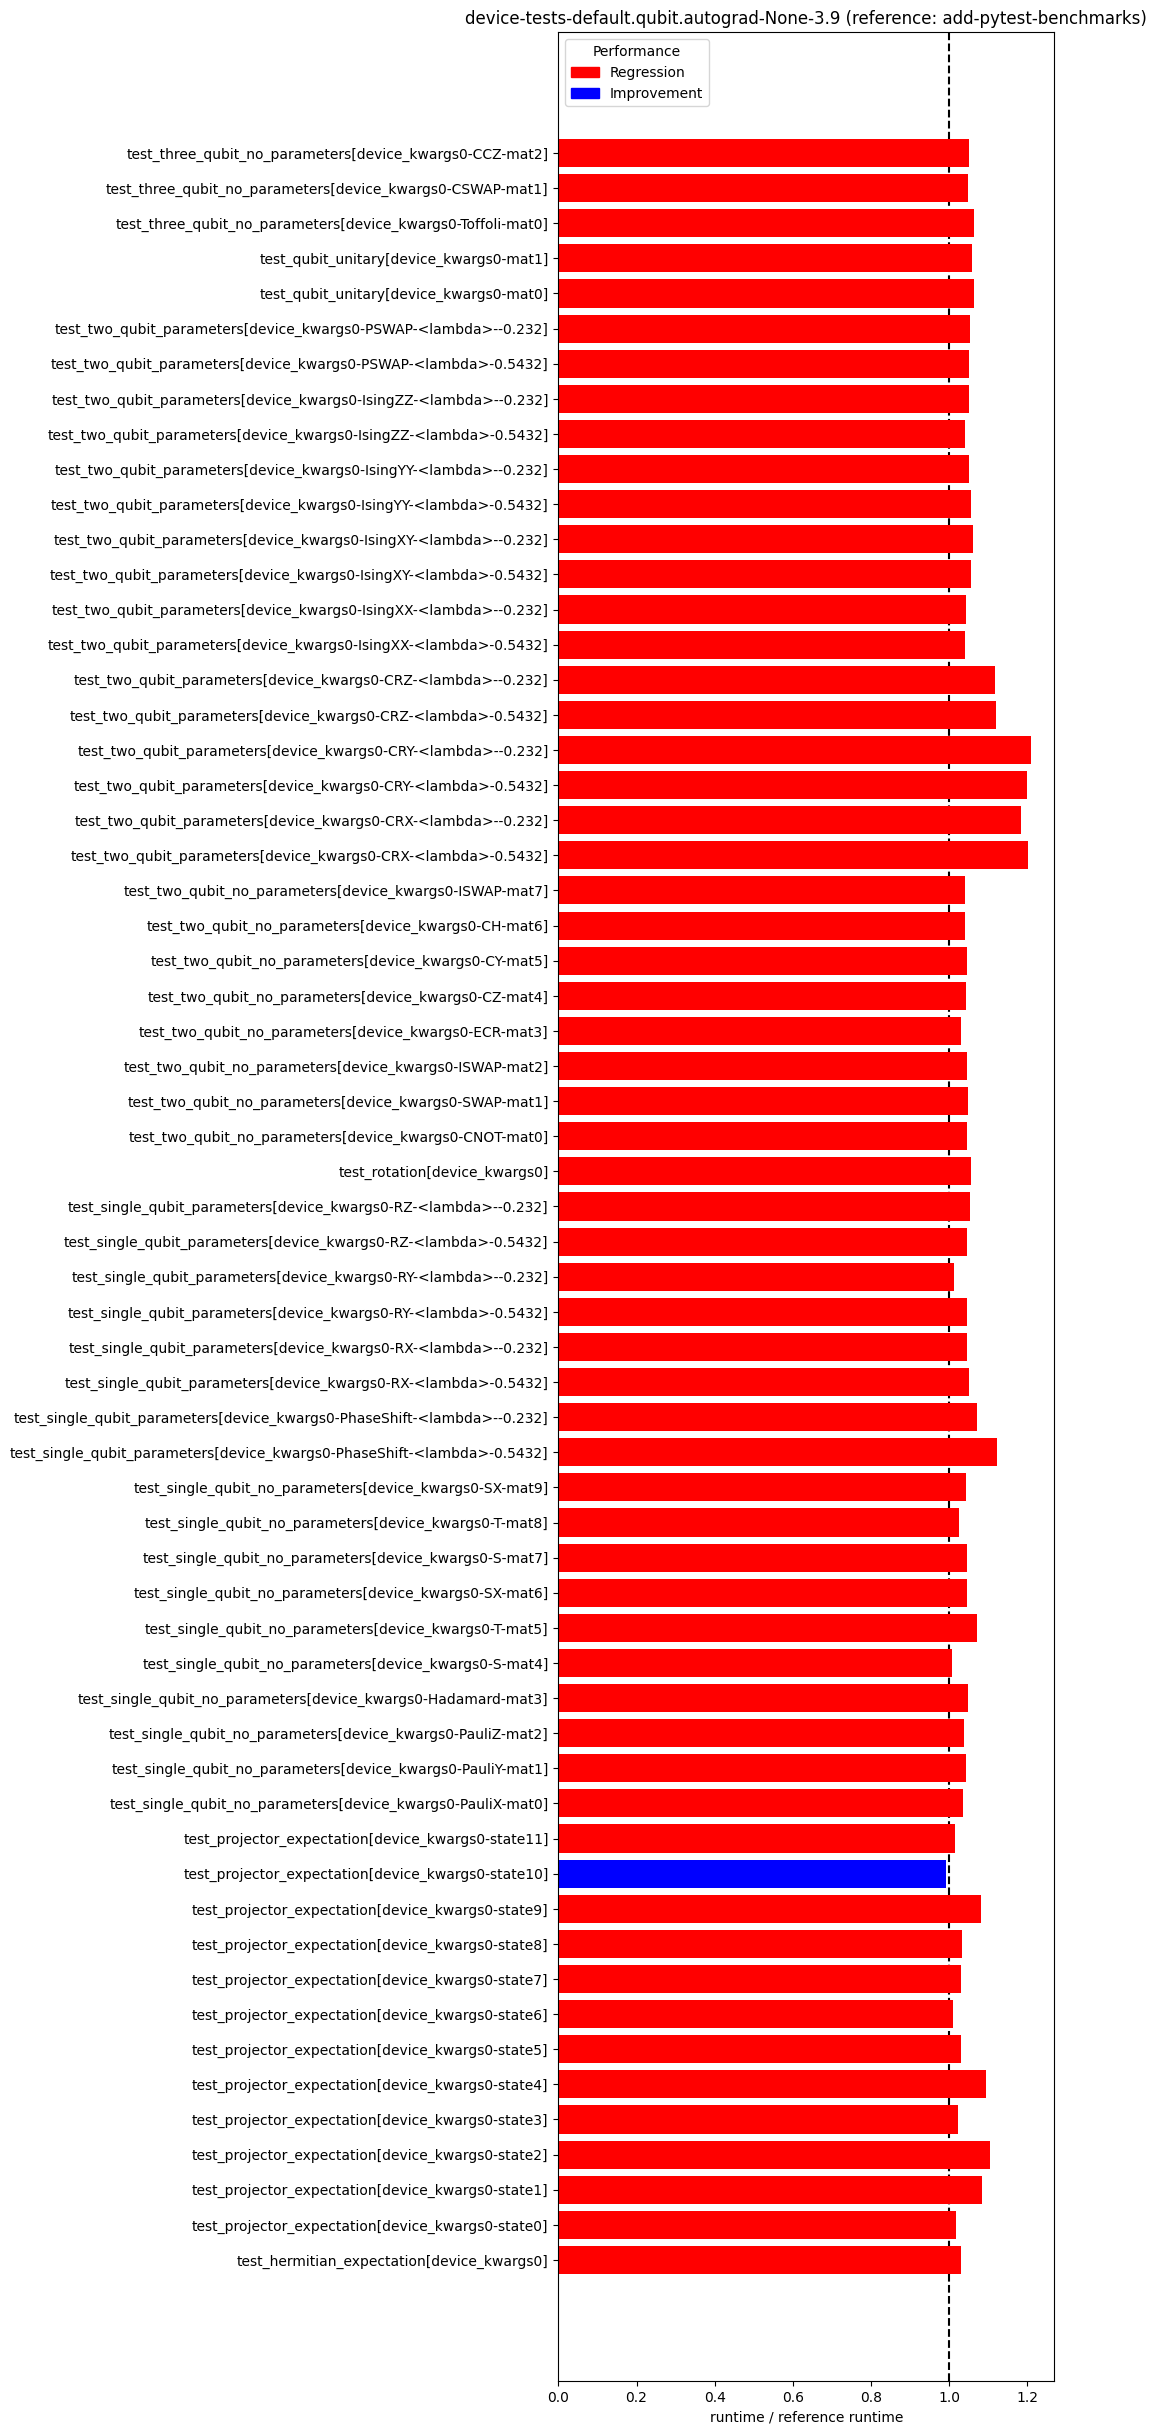 device-tests-default.qubit.autograd-None-3.9 (reference: add-pytest-benchmarks)
Performance
Regression
Improvement
test_three_qubit_no_parameters[device_kwargs0-CCZ-mat2]
test_three_qubit_no_parameters[device_kwargs0-CSWAP-mat1]
test_three_qubit_no_parameters[device_kwargs0-Toffoli-mat0]
test_qubit_unitary[device_kwargs0-mat1]
test_qubit_unitary[device_kwargs0-mat0]
test_two_qubit_parameters[device_kwargs0-PSWAP-<lambda>--0.232]
test_two_qubit_parameters[device_kwargs0-PSWAP-<lambda>-0.5432]
test_two_qubit_parameters[device_kwargs0-IsingZZ-<lambda>--0.232]
test_two_qubit_parameters[device_kwargs0-IsingZZ-<lambda>-0.5432]
test_two_qubit_parameters[device_kwargs0-IsingYY-<lambda>--0.232]
test_two_qubit_parameters[device_kwargs0-IsingYY-<lambda>-0.5432]
test_two_qubit_parameters[device_kwargs0-IsingXY-<lambda>--0.232]
test_two_qubit_parameters[device_kwargs0-IsingXY-<lambda>-0.5432]
test_two_qubit_parameters[device_kwargs0-IsingXX-<lambda>--0.232]
test_two_qubit_parameters[device_kwargs0-IsingXX-<lambda>-0.5432]
test_two_qubit_parameters[device_kwargs0-CRZ-<lambda>--0.232]
test_two_qubit_parameters[device_kwargs0-CRZ-<lambda>-0.5432]
test_two_qubit_parameters[device_kwargs0-CRY-<lambda>--0.232]
test_two_qubit_parameters[device_kwargs0-CRY-<lambda>-0.5432]
test_two_qubit_parameters[device_kwargs0-CRX-<lambda>--0.232]
test_two_qubit_parameters[device_kwargs0-CRX-<lambda>-0.5432]
test_two_qubit_no_parameters[device_kwargs0-ISWAP-mat7]
test_two_qubit_no_parameters[device_kwargs0-CH-mat6]
test_two_qubit_no_parameters[device_kwargs0-CY-mat5]
test_two_qubit_no_parameters[device_kwargs0-CZ-mat4]
test_two_qubit_no_parameters[device_kwargs0-ECR-mat3]
test_two_qubit_no_parameters[device_kwargs0-ISWAP-mat2]
test_two_qubit_no_parameters[device_kwargs0-SWAP-mat1]
test_two_qubit_no_parameters[device_kwargs0-CNOT-mat0]
test_rotation[device_kwargs0]
test_single_qubit_parameters[device_kwargs0-RZ-<lambda>--0.232]
test_single_qubit_parameters[device_kwargs0-RZ-<lambda>-0.5432]
test_single_qubit_parameters[device_kwargs0-RY-<lambda>--0.232]
test_single_qubit_parameters[device_kwargs0-RY-<lambda>-0.5432]
test_single_qubit_parameters[device_kwargs0-RX-<lambda>--0.232]
test_single_qubit_parameters[device_kwargs0-RX-<lambda>-0.5432]
test_single_qubit_parameters[device_kwargs0-PhaseShift-<lambda>--0.232]
test_single_qubit_parameters[device_kwargs0-PhaseShift-<lambda>-0.5432]
test_single_qubit_no_parameters[device_kwargs0-SX-mat9]
test_single_qubit_no_parameters[device_kwargs0-T-mat8]
test_single_qubit_no_parameters[device_kwargs0-S-mat7]
test_single_qubit_no_parameters[device_kwargs0-SX-mat6]
test_single_qubit_no_parameters[device_kwargs0-T-mat5]
test_single_qubit_no_parameters[device_kwargs0-S-mat4]
test_single_qubit_no_parameters[device_kwargs0-Hadamard-mat3]
test_single_qubit_no_parameters[device_kwargs0-PauliZ-mat2]
test_single_qubit_no_parameters[device_kwargs0-PauliY-mat1]
test_single_qubit_no_parameters[device_kwargs0-PauliX-mat0]
test_projector_expectation[device_kwargs0-state11]
test_projector_expectation[device_kwargs0-state10]
test_projector_expectation[device_kwargs0-state9]
test_projector_expectation[device_kwargs0-state8]
test_projector_expectation[device_kwargs0-state7]
test_projector_expectation[device_kwargs0-state6]
test_projector_expectation[device_kwargs0-state5]
test_projector_expectation[device_kwargs0-state4]
test_projector_expectation[device_kwargs0-state3]
test_projector_expectation[device_kwargs0-state2]
test_projector_expectation[device_kwargs0-state1]
test_projector_expectation[device_kwargs0-state0]
test_hermitian_expectation[device_kwargs0]
0.0 0.2 0.4 0.6 0.8 1.0 1.2
runtime / reference runtime